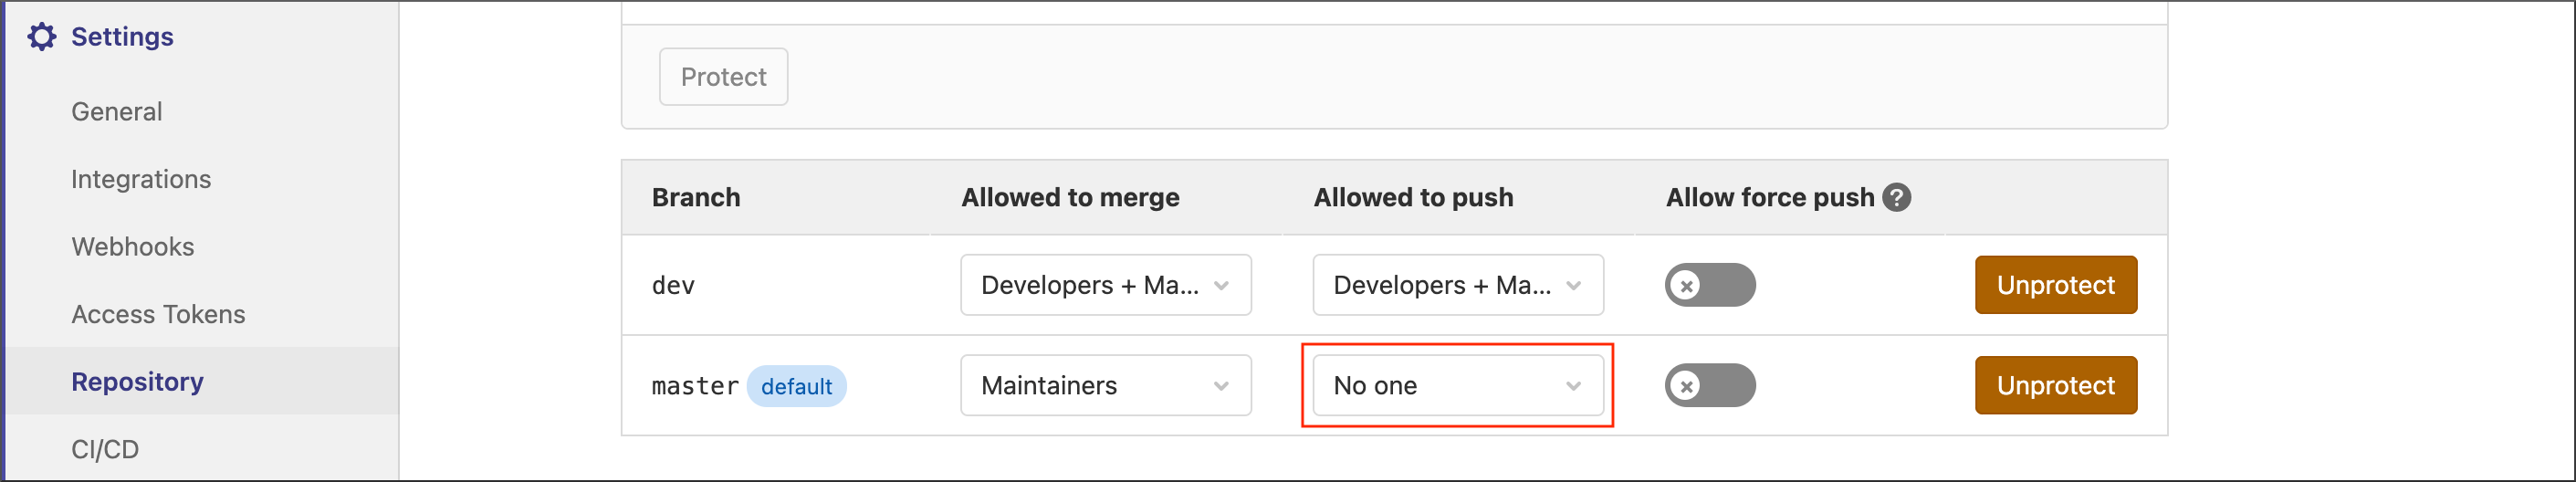 Settings
General
Integrations
Webhooks
Access Tokens
Repository
CI/CD
Protect
Branch Allowed to merge Allowed to push Allow force push ?
dev Developers + Ma... Developers + Ma... Unprotect
master default Maintainers No one Unprotect